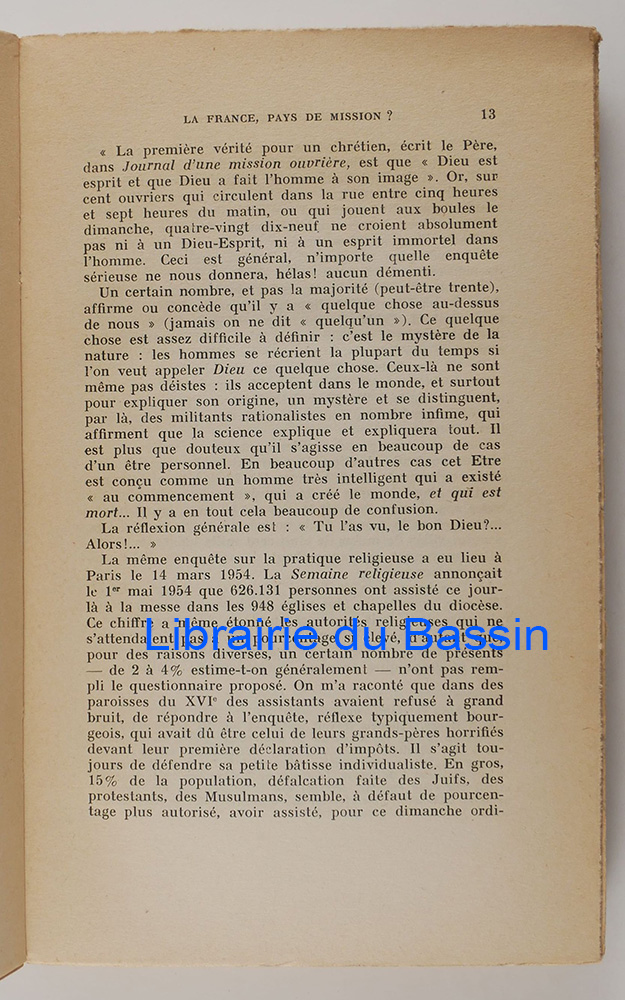 LA FRANCE, PAYS DE MISSION ? 13
« La première vérité pour un chrétien, écrit le Père,
dans Journal d'une mission ouvrière, est que « Dieu est
esprit et que Dieu a fait l'homme à son image ». Or, sur
cent ouvriers qui circulent dans la rue entre cinq heures
et sept heures du matin, ou qui jouent aux boules le
dimanche, quatre-vingt dix-neuf ne croient absolument
pas ni à un Dieu-Esprit, ni à un esprit immortel dans
l'homme. Ceci est général, n'importe quelle enquête
sérieuse ne nous donnera, hélas! aucun démenti.
Un certain nombre, et pas la majorité (peut-être trente),
affirme ou concède qu'il y a « quelque chose au-dessus
de nous » (jamais on ne dit « quelqu'un »). Ce quelque
chose est assez difficile à définir : c'est le mystère de la
nature : les hommes se récrient la plupart du temps si
l'on veut appeler Dieu ce quelque chose. Ceux-là ne sont
même pas déistes : ils acceptent dans le monde, et surtout
pour expliquer son origine, un mystère et se distinguent,
par là, des militants rationalistes en nombre infime, qui
affirment que la science explique et expliquera tout. Il
est plus que douteux qu'il s'agisse en beaucoup de cas
d'un être personnel. En beaucoup d'autres cas cet Etre
est conçu comme un homme très intelligent qui a existé
« au commencement », qui a créé le monde, et qui est
mort... Il y a en tout cela beaucoup de confusion.
La réflexion générale est : « Tu l'as vu, le bon Dieu?...
Alors!... »
La même enquête sur la pratique religieuse a eu lieu à
Paris le 14 mars 1954. La Semaine religieuse annonçait
le 1er mai 1954 que 626.131 personnes ont assisté ce jour-
là à la messe dans les 948 églises et chapelles du diocèse.
Ce chiffre a même étonné les autorités religieuses qui ne
s'attendaient pas à un pourcentage si élevé, d'autant que,
pour des raisons diverses, un certain nombre de présents
— de 2 à 4% estime-t-on généralement — n'ont pas rem-
pli le questionnaire proposé. On m'a raconté que dans des
paroisses du XVIe des assistants avaient refusé à grand
bruit, de répondre à l'enquête, réflexe typiquement bour-
geois, qui avait dû être celui de leurs grands-pères horrifiés
devant leur première déclaration d'impôts. Il s'agit tou-
jours de défendre sa petite bâtisse individualiste. En gros,
15% de la population, défalcation faite des Juifs, des
protestants, des Musulmans, semble, à défaut de pourcen-
tage plus autorisé, avoir assisté, pour ce dimanche ordi-
Librairie du Bassin